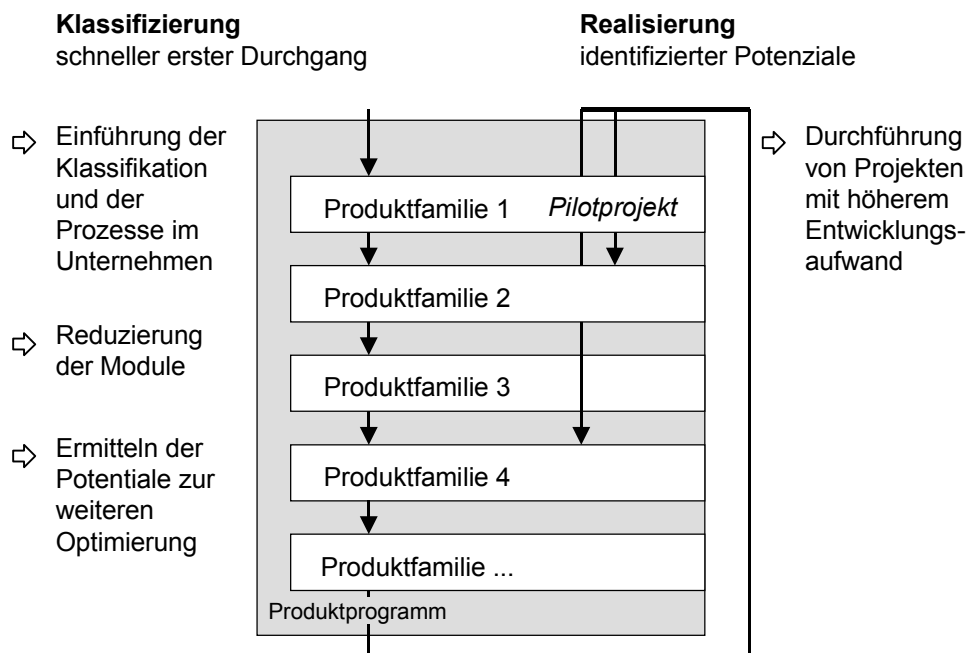 Klassifizierung
schneller erster Durchgang
Realisierung
identifizierter Potenziale
Einführung der
Klassifikation
und der
Prozesse im
Unternehmen
Reduzierung
der Module
Ermitteln der
Potentiale zur
weiteren
Optimierung
Produktfamilie 1 Pilotprojekt
Produktfamilie 2
Produktfamilie 3
Produktfamilie 4
Produktfamilie ...
Produktprogramm
Durchführung
von Projekten
mit höherem
Entwicklungs-
aufwand